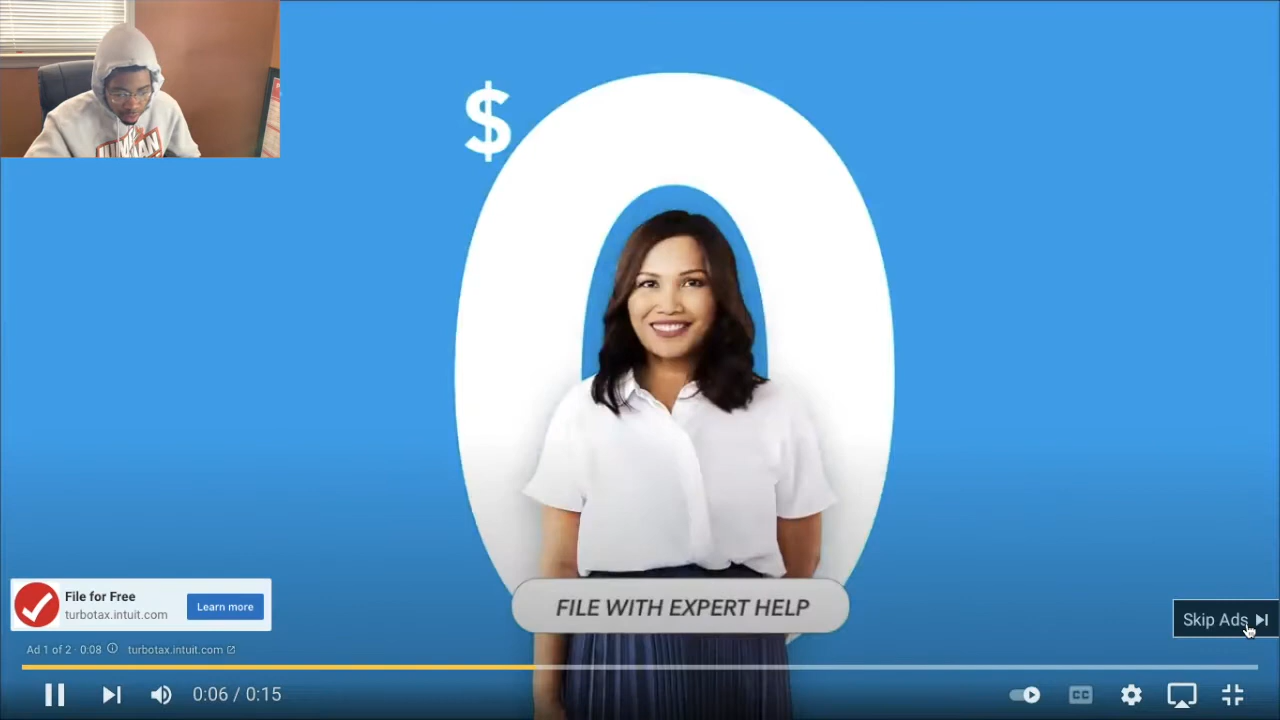 $0
FILE WITH EXPERT HELP
File for Free
turbotax.intuit.com
Learn more
Skip Ads
Ad 1 of 2 · 0:08
turbotax.intuit.com
0:06 / 0:15
CC